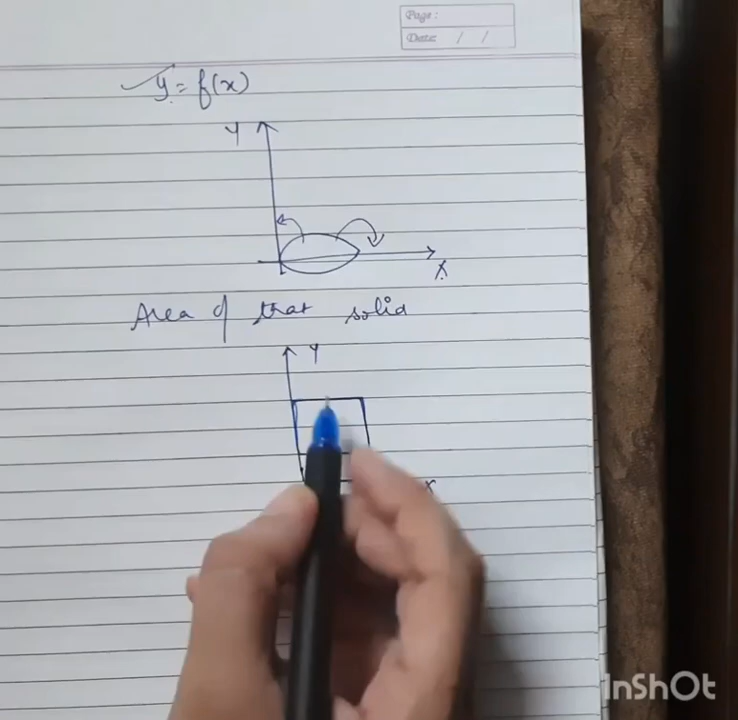 Page :
Date: / /
y = f(x)
Y
X
Area of that solid
Y
X
InShOt